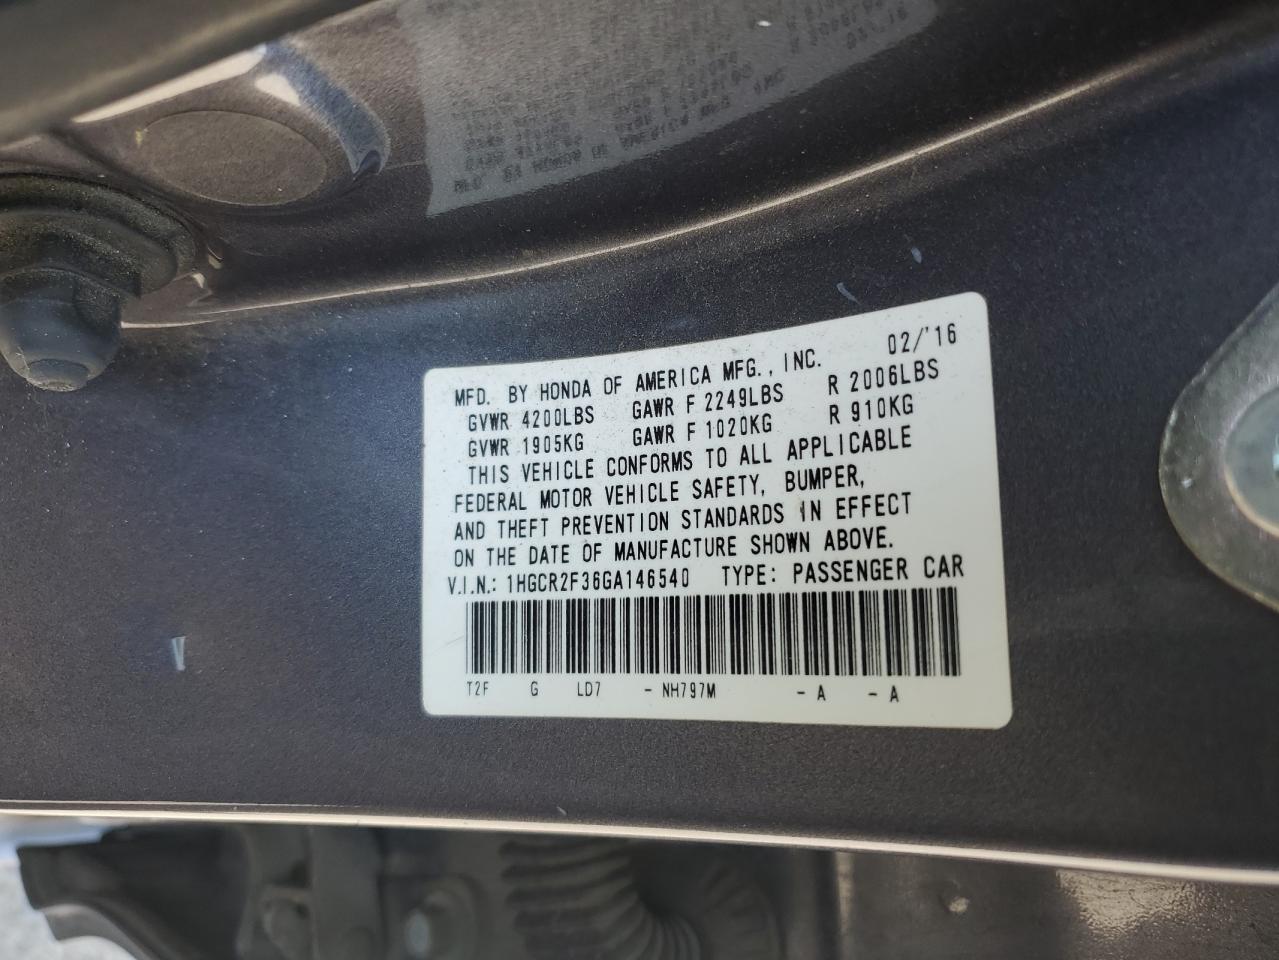 MFD. BY HONDA OF AMERICA MFG., INC. 02/'16
GVWR 4200LBS GAWR F 2249LBS R 2006LBS
GVWR 1905KG GAWR F 1020KG R 910KG
THIS VEHICLE CONFORMS TO ALL APPLICABLE
FEDERAL MOTOR VEHICLE SAFETY, BUMPER,
AND THEFT PREVENTION STANDARDS IN EFFECT
ON THE DATE OF MANUFACTURE SHOWN ABOVE.
V.I.N.: 1HGCR2F36GA146540 TYPE: PASSENGER CAR
T2F G LD7 - NH797M - A - A